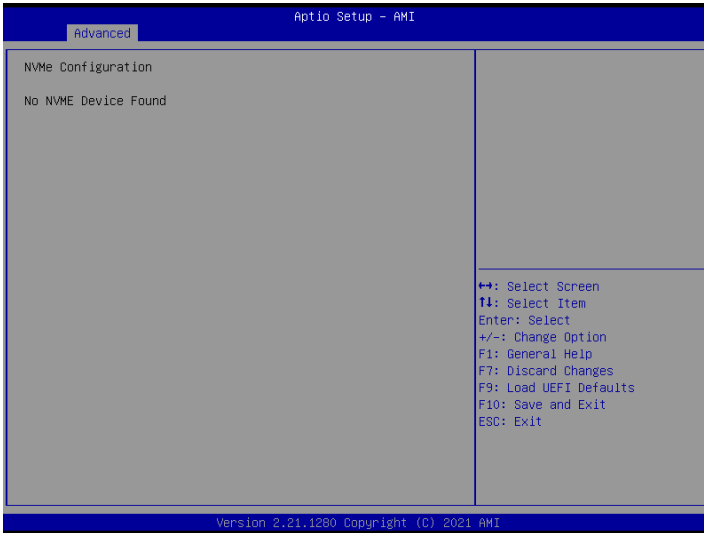 Aptio Setup – AMI
Advanced
NVMe Configuration
No NVME Device Found
↔: Select Screen
↑↓: Select Item
Enter: Select
+/-: Change Option
F1: General Help
F7: Discard Changes
F9: Load UEFI Defaults
F10: Save and Exit
ESC: Exit
Version 2.21.1280 Copyright (C) 2021 AMI